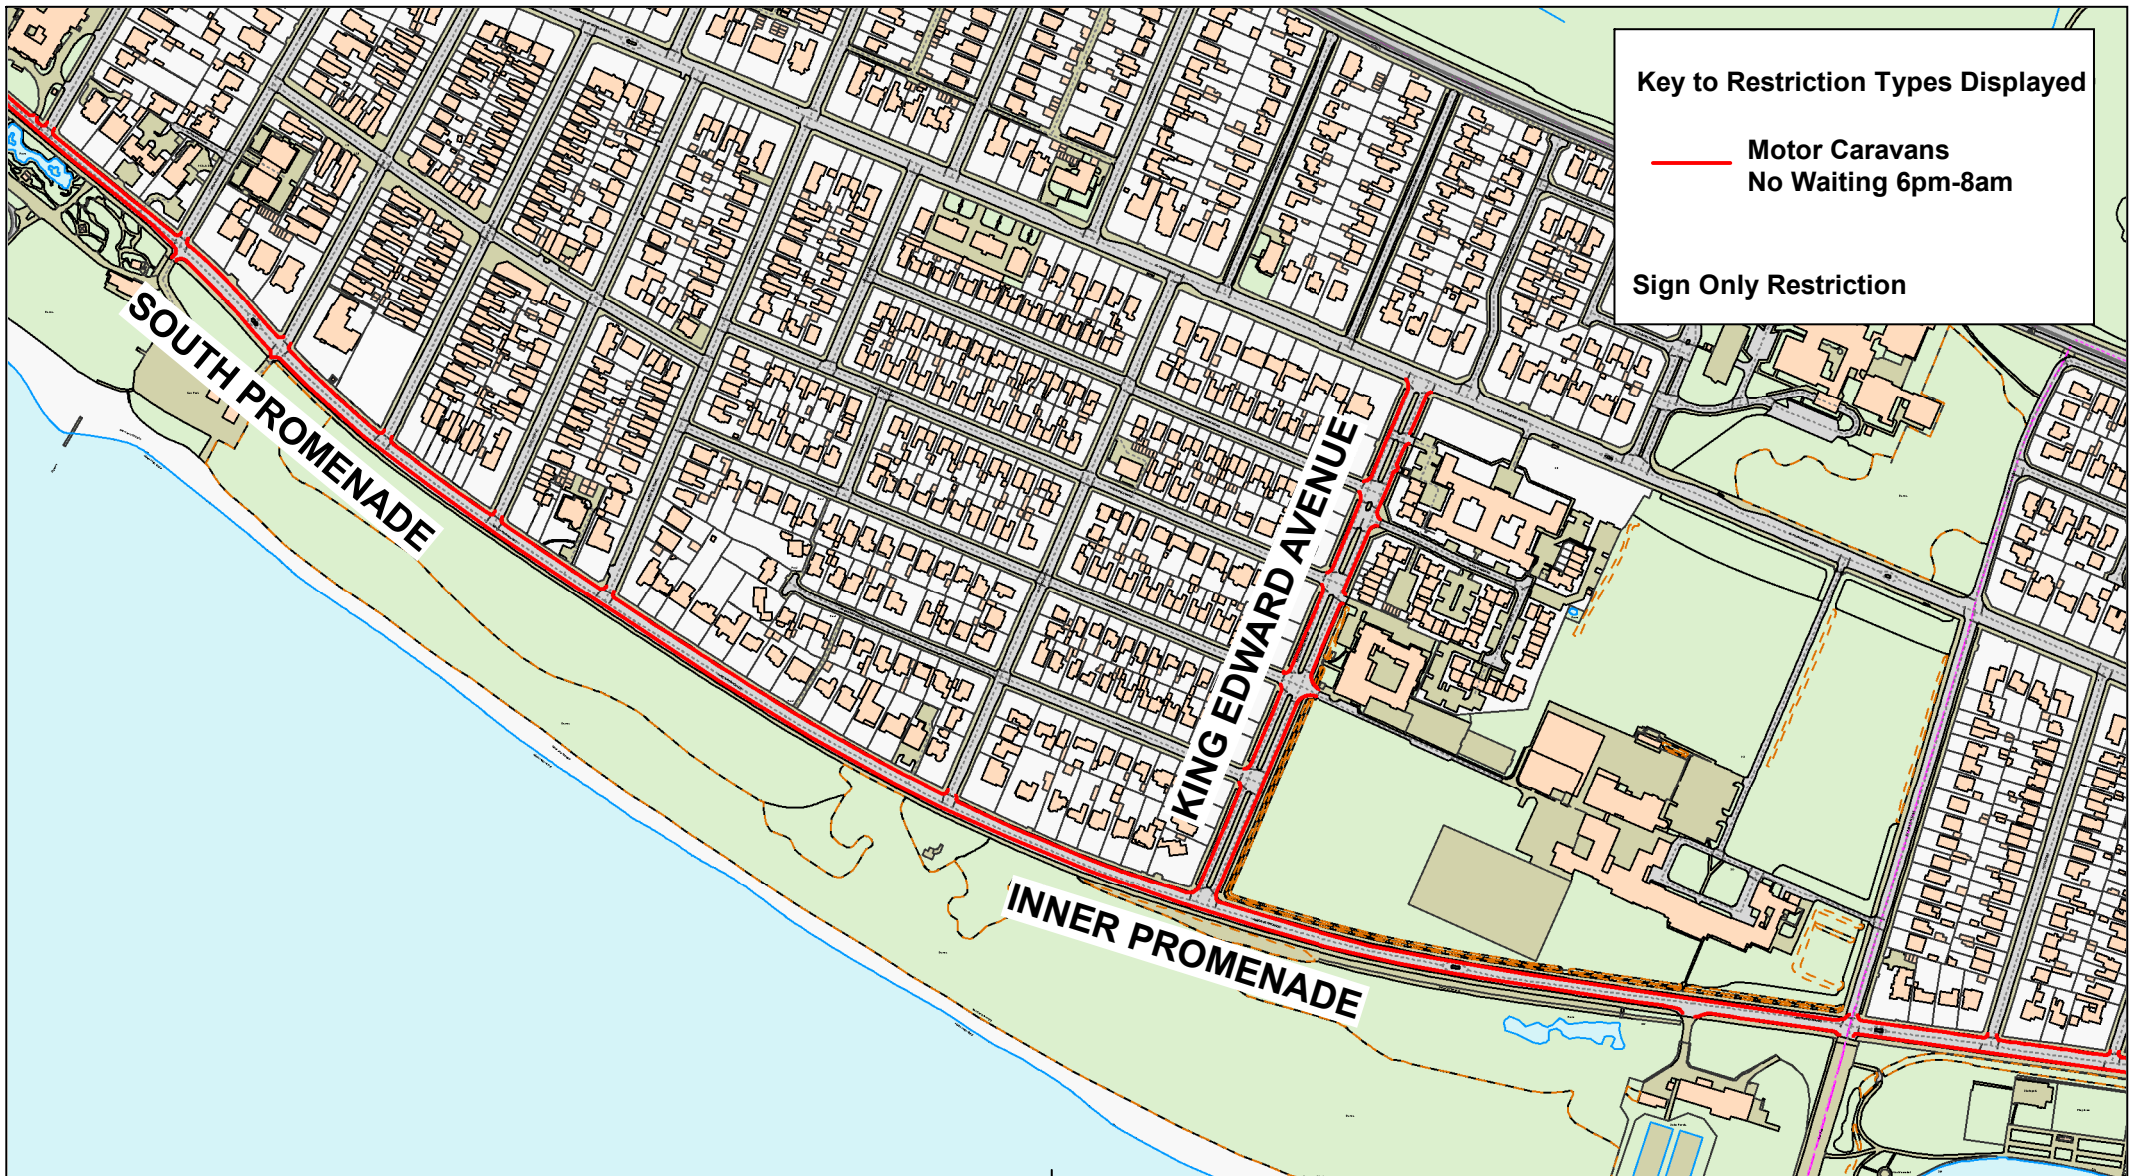 Key to Restriction Types Displayed
Motor Caravans
No Waiting 6pm-8am
Sign Only Restriction
SOUTH PROMENADE
KING EDWARD AVENUE
INNER PROMENADE